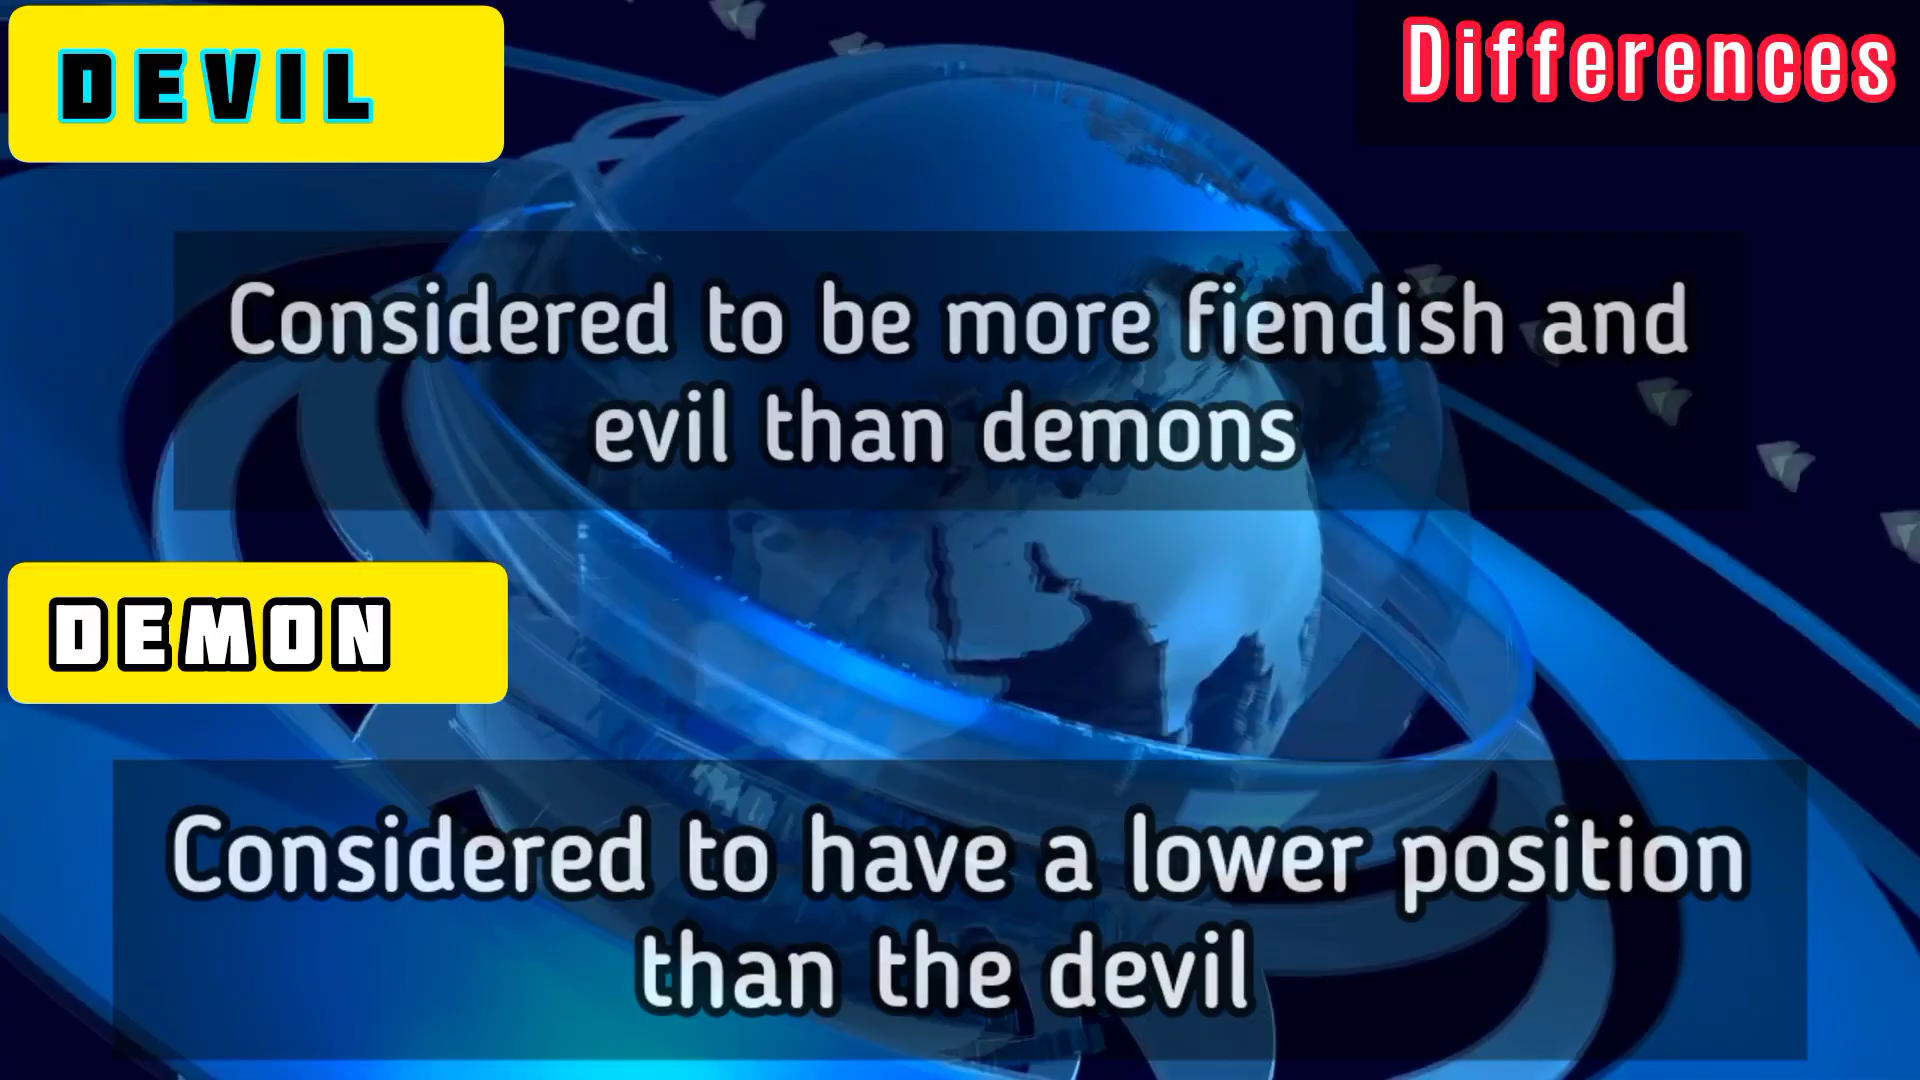 DEVIL
Differences
Considered to be more fiendish and
evil than demons
DEMON
Considered to have a lower position
than the devil